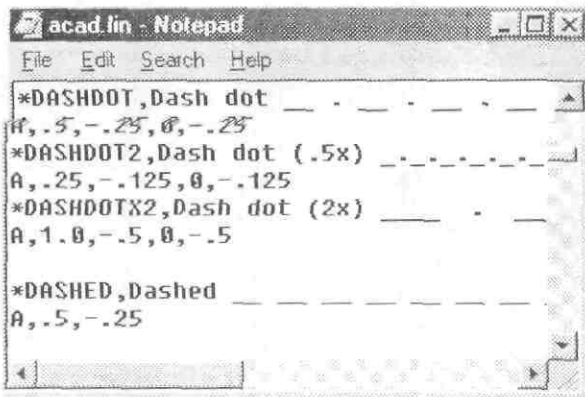 acad.lin - Notepad
File Edit Search Help
*DASHDOT,Dash dot __ . __ . __ . __
A,.5,-.25,0,-.25
*DASHDOT2,Dash dot (.5x) _._._._._
A,.25,-.125,0,-.125
*DASHDOTX2,Dash dot (2x) ____ . __
A,1.0,-.5,0,-.5
*DASHED,Dashed __ __ __ __ __ __ __
A,.5,-.25